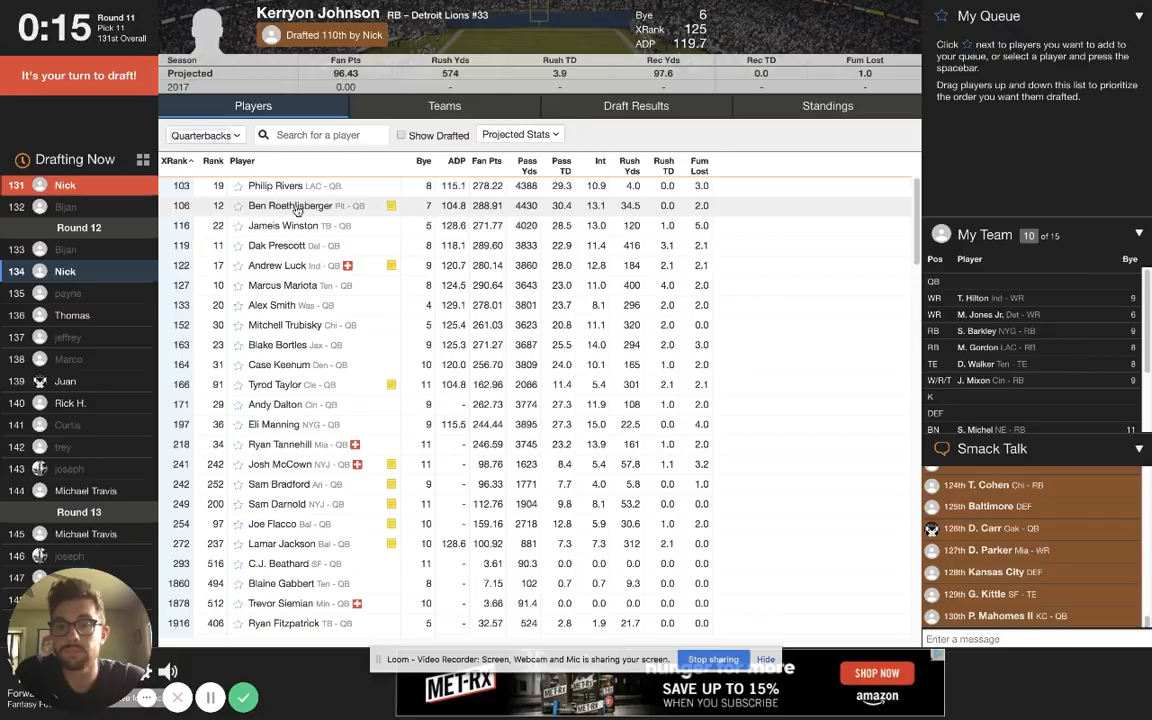 0:15
Round 11
Pick 11
131st Overall
It's your turn to draft!
Kerryon Johnson RB - Detroit Lions #33
Drafted 110th by Nick
Bye 6
XRank 125
ADP 119.7
Season Fan Pts Rush Yds Rush TD Rec Yds Rec TD Fum Lost
Projected 96.43 574 3.9 97.6 0.0 1.0
2017 0.00 - - - - -
Players Teams Draft Results Standings
Quarterbacks Search for a player Show Drafted Projected Stats
XRank Rank Player Bye ADP Fan Pts Pass Yds Pass TD Int Rush Yds Rush TD Fum Lost
103 19 Philip Rivers LAC - QB 8 115.1 278.22 4388 29.3 10.9 4.0 0.0 3.0
106 12 Ben Roethlisberger Pit - QB 7 104.8 288.91 4430 30.4 13.1 34.5 0.0 2.0
116 22 Jameis Winston TB - QB 5 128.6 271.77 4020 28.5 13.0 120 1.0 5.0
119 11 Dak Prescott Dal - QB 8 118.1 289.60 3833 22.9 11.4 416 3.1 2.1
122 17 Andrew Luck Ind - QB 9 120.7 280.14 3860 28.0 12.8 184 2.1 2.1
127 10 Marcus Mariota Ten - QB 8 124.5 290.64 3643 23.0 11.0 400 4.0 2.0
133 20 Alex Smith Was - QB 4 129.1 278.01 3801 23.7 8.1 296 2.0 2.0
152 30 Mitchell Trubisky Chi - QB 5 125.4 261.03 3623 20.8 11.1 320 2.0 0.0
163 23 Blake Bortles Jax - QB 9 125.3 271.27 3687 25.5 14.0 294 2.0 3.0
164 31 Case Keenum Den - QB 10 120.0 256.70 3809 24.0 10.1 165 1.0 2.0
166 91 Tyrod Taylor Cle - QB 11 104.8 162.96 2066 11.4 5.4 301 2.1 2.1
171 29 Andy Dalton Cin - QB 9 - 262.73 3774 27.3 11.9 108 1.0 2.0
197 36 Eli Manning NYG - QB 9 115.5 244.44 3895 27.3 15.0 22.5 0.0 4.0
218 34 Ryan Tannehill Mia - QB 11 - 246.59 3745 23.2 13.9 161 1.0 2.0
241 242 Josh McCown NYJ - QB 11 - 98.76 1623 8.4 5.4 57.8 1.1 3.2
242 252 Sam Bradford Ari - QB 9 - 96.33 1771 7.7 4.0 5.8 0.0 1.0
249 200 Sam Darnold NYJ - QB 11 - 112.76 1904 9.8 8.1 53.2 0.0 0.0
254 97 Joe Flacco Bal - QB 10 - 159.16 2718 12.8 5.9 30.6 1.0 2.0
272 237 Lamar Jackson Bal - QB 10 128.6 100.92 881 7.3 7.3 312 2.1 0.0
293 516 C.J. Beathard SF - QB 11 - 3.61 90.3 0.0 0.0 0.0 0.0 0.0
1860 494 Blaine Gabbert Ten - QB 8 - 7.15 102 0.7 0.7 9.3 0.0 0.0
1878 512 Trevor Siemian Min - QB 10 - 3.66 91.4 0.0 0.0 0.0 0.0 0.0
1916 406 Ryan Fitzpatrick TB - QB 5 - 32.57 524 2.8 1.9 21.7 0.0 0.0
Drafting Now
131 Nick
132 Bijan
Round 12
133 Bijan
134 Nick
135 payne
136 Thomas
137 jeffrey
138 Marco
139 Juan
140 Rick H.
141 Curtis
142 trey
143 joseph
144 Michael Travis
Round 13
145 Michael Travis
146 joseph
147
My Queue
Click next to players you want to add to
your queue, or select a player and press the
spacebar.
Drag players up and down this list to prioritize
the order you want them drafted.
My Team 10 of 15
Pos Player Bye
QB
WR T. Hilton Ind - WR 9
WR M. Jones Jr. Det - WR 6
RB S. Barkley NYG - RB 9
RB M. Gordon LAC - RB 8
TE D. Walker Ten - TE 8
W/R/T J. Mixon Cin - RB 9
K
DEF
BN S. Michel NE - RB 11
Smack Talk
124th T. Cohen Chi - RB
125th Baltimore DEF
126th D. Carr Oak - QB
127th D. Parker Mia - WR
128th Kansas City DEF
129th G. Kittle SF - TE
130th P. Mahomes II KC - QB
Enter a message
Loom - Video Recorder: Screen, Webcam and Mic is sharing your screen. Stop sharing Hide
MET-RX
hunger for more
SAVE UP TO 15%
WHEN YOU SUBSCRIBE
SHOP NOW
amazon